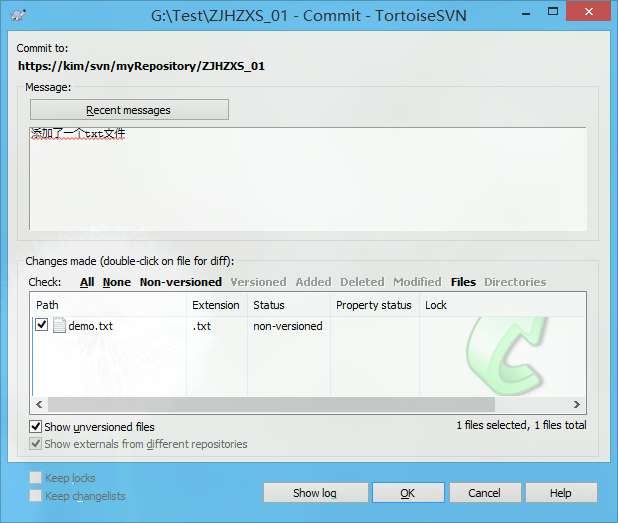 G:\Test\ZJHZXS_01 - Commit - TortoiseSVN
Commit to:
https://kim/svn/myRepository/ZJHZXS_01
Message:
Recent messages
添加了一个txt文件
Changes made (double-click on file for diff):
Check: All None Non-versioned Versioned Added Deleted Modified Files Directories
Path Extension Status Property status Lock
demo.txt .txt non-versioned
Show unversioned files 1 files selected, 1 files total
Show externals from different repositories
Keep locks
Keep changelists
Show log OK Cancel Help